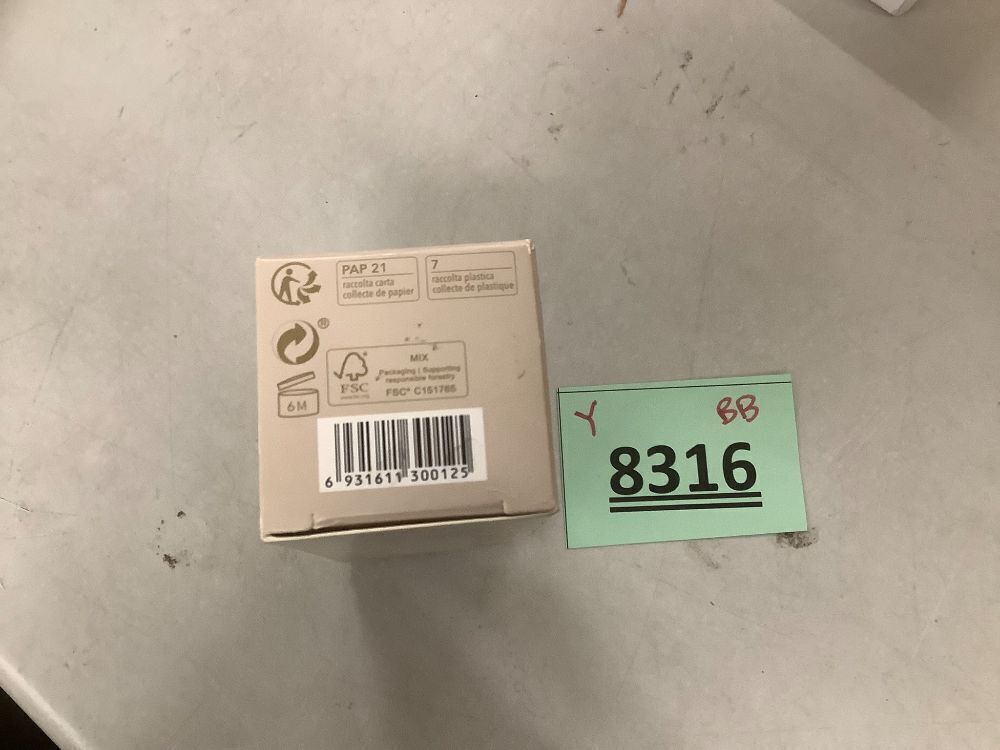 PAP 21
raccolta carta
collecte de papier
7
raccolta plastica
collecte de plastique
®
MIX
Packaging | Supporting
responsible forestry
FSC® C151765
FSC
6M
6 931611 300125
Y BB
8316